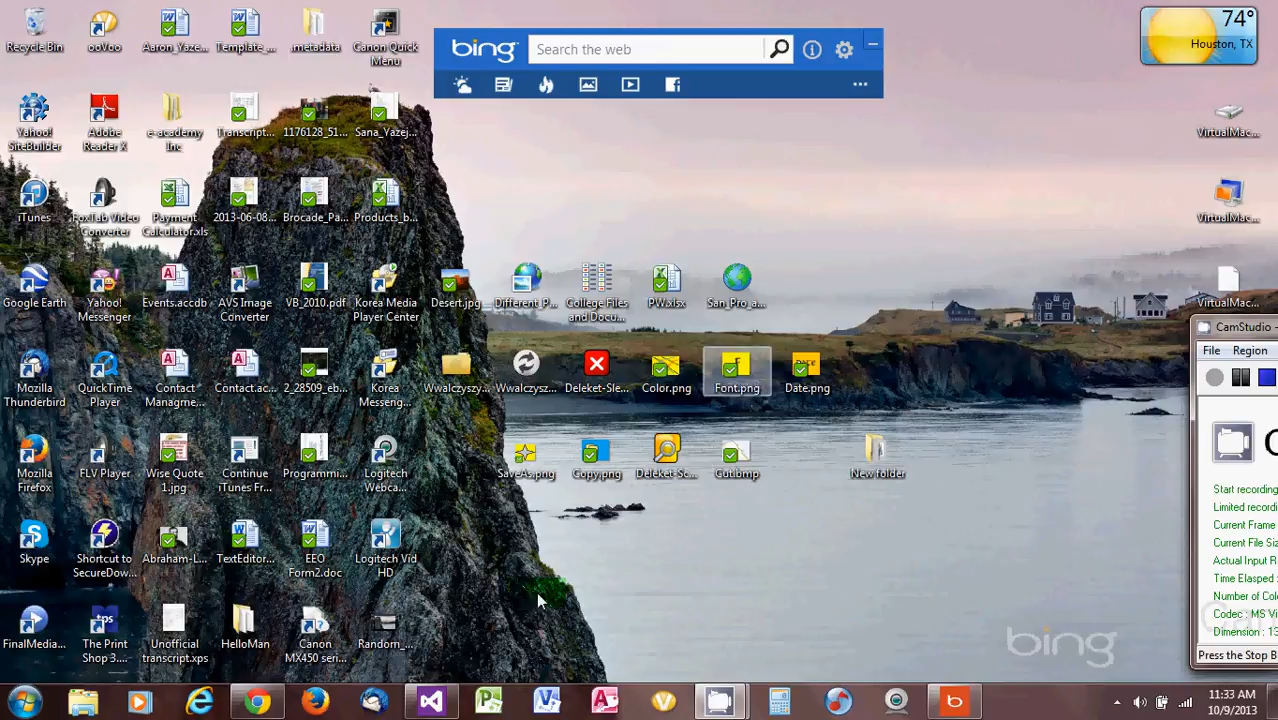 bing
Search the web
74°
Houston, TX
Recycle Bin
ooVoo
Aaron_Yaze...
Template_...
.metadata
Canon Quick
Menu
Yahoo!
SiteBuilder
Adobe
Reader X
e-academy
Inc
Transcript...
1176128_51...
Sana_Yazej...
VirtualMac...
iTunes
FoxTab Video
Converter
Payment
Calculator.xls
2013-06-08...
Brocade_Pa...
Products_b...
VirtualMac...
Google Earth
Yahoo!
Messenger
Events.accdb
AVS Image
Converter
VB_2010.pdf
Korea Media
Player Center
Desert.jpg
Different_P...
College Files
and Docu...
PW.xlsx
San_Pro_a...
VirtualMac...
CamStudio
File Region
Mozilla
Thunderbird
QuickTime
Player
Contact
Managme...
Contact.ac...
2_28509_eb...
Korea
Messeng...
Wwalczyszy...
Wwalczysz...
Deleket-Sle...
Color.png
Font.png
Date.png
Mozilla
Firefox
FLV Player
Wise Quote
1.jpg
Continue
iTunes Fr...
Programmi...
Logitech
Webca...
SaveAs.png
Copy.png
Deleket-Sc...
Cut.bmp
New folder
Start recording
Limited recordi
Current Frame
Current File Siz
Actual Input R
Time Elasped :
Number of Colo
Codec : MS Vi
Dimension : 13
Press the Stop B
Skype
Shortcut to
SecureDow...
Abraham-L...
TextEditor...
EEO
Form2.doc
Logitech Vid
HD
FinalMedia...
The Print
Shop 3....
Unofficial
transcript.xps
HelloMan
Canon
MX450 seri...
Random_...
bing
11:33 AM
10/9/2013